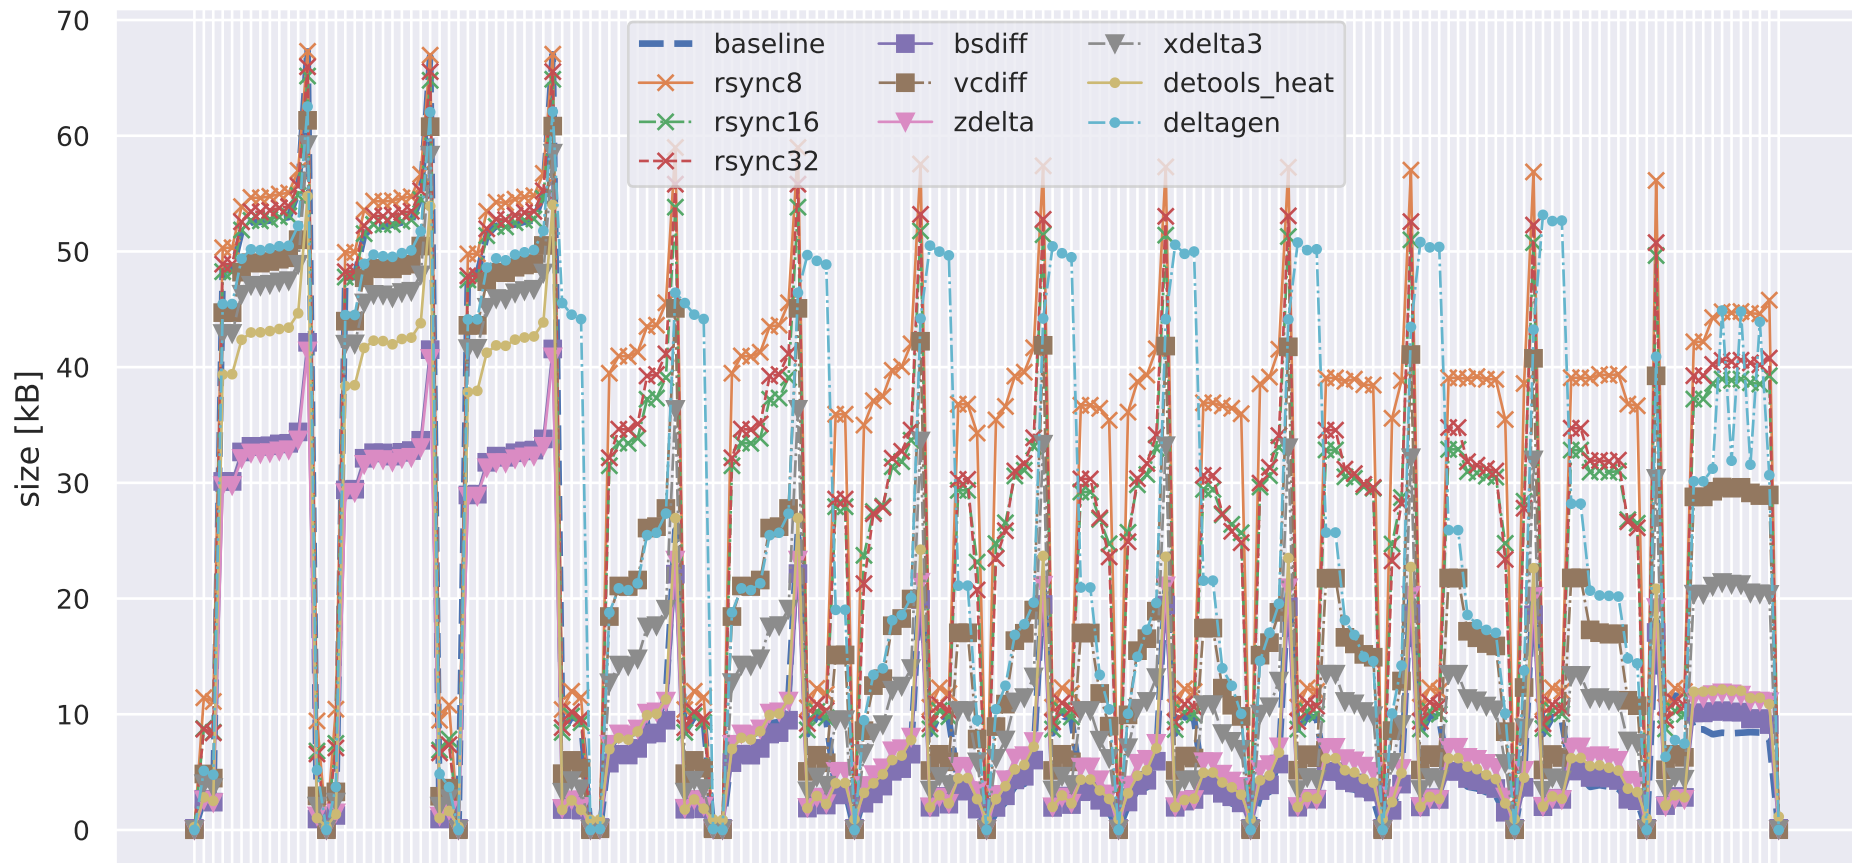 70
60
50
40
30
20
10
0
size [kB]
baseline
rsync8
rsync16
rsync32
bsdiff
vcdiff
zdelta
xdelta3
detools_heat
deltagen